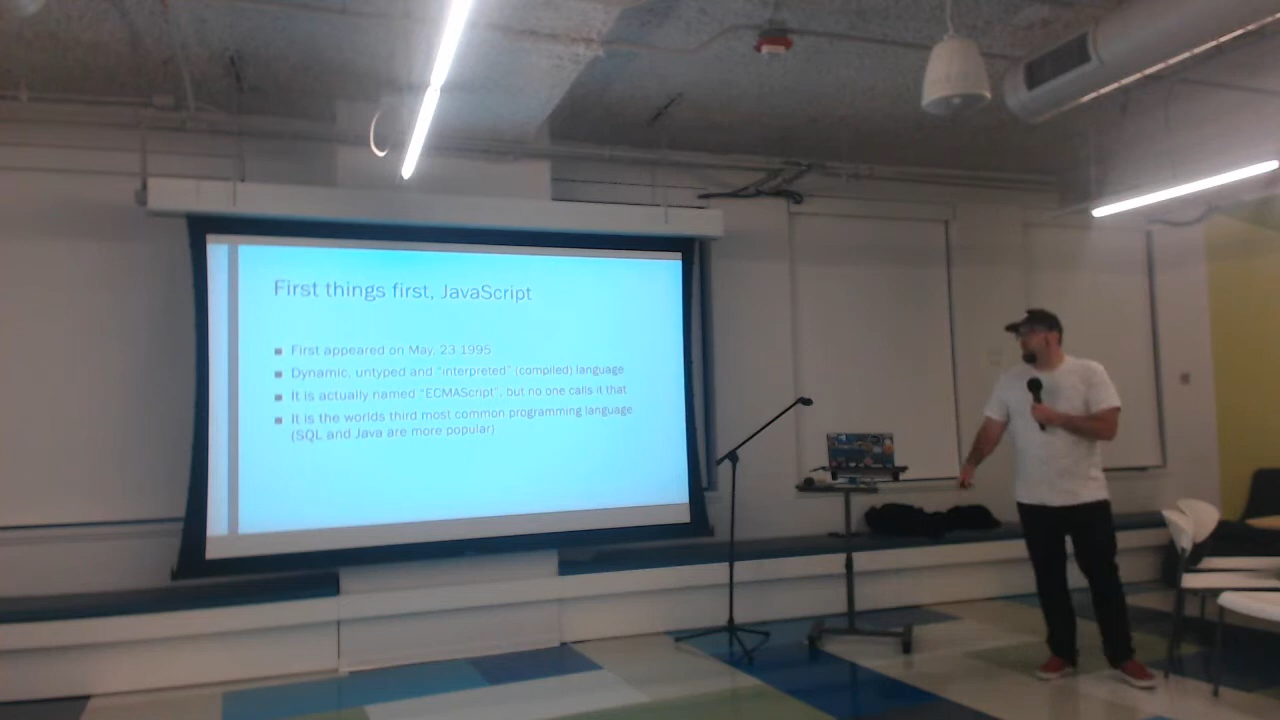 First things first, JavaScript
First appeared on May, 23 1995
Dynamic, untyped and “interpreted” (compiled) language
It is actually named “ECMAScript”, but no one calls it that
It is the worlds third most common programming language
(SQL and Java are more popular)